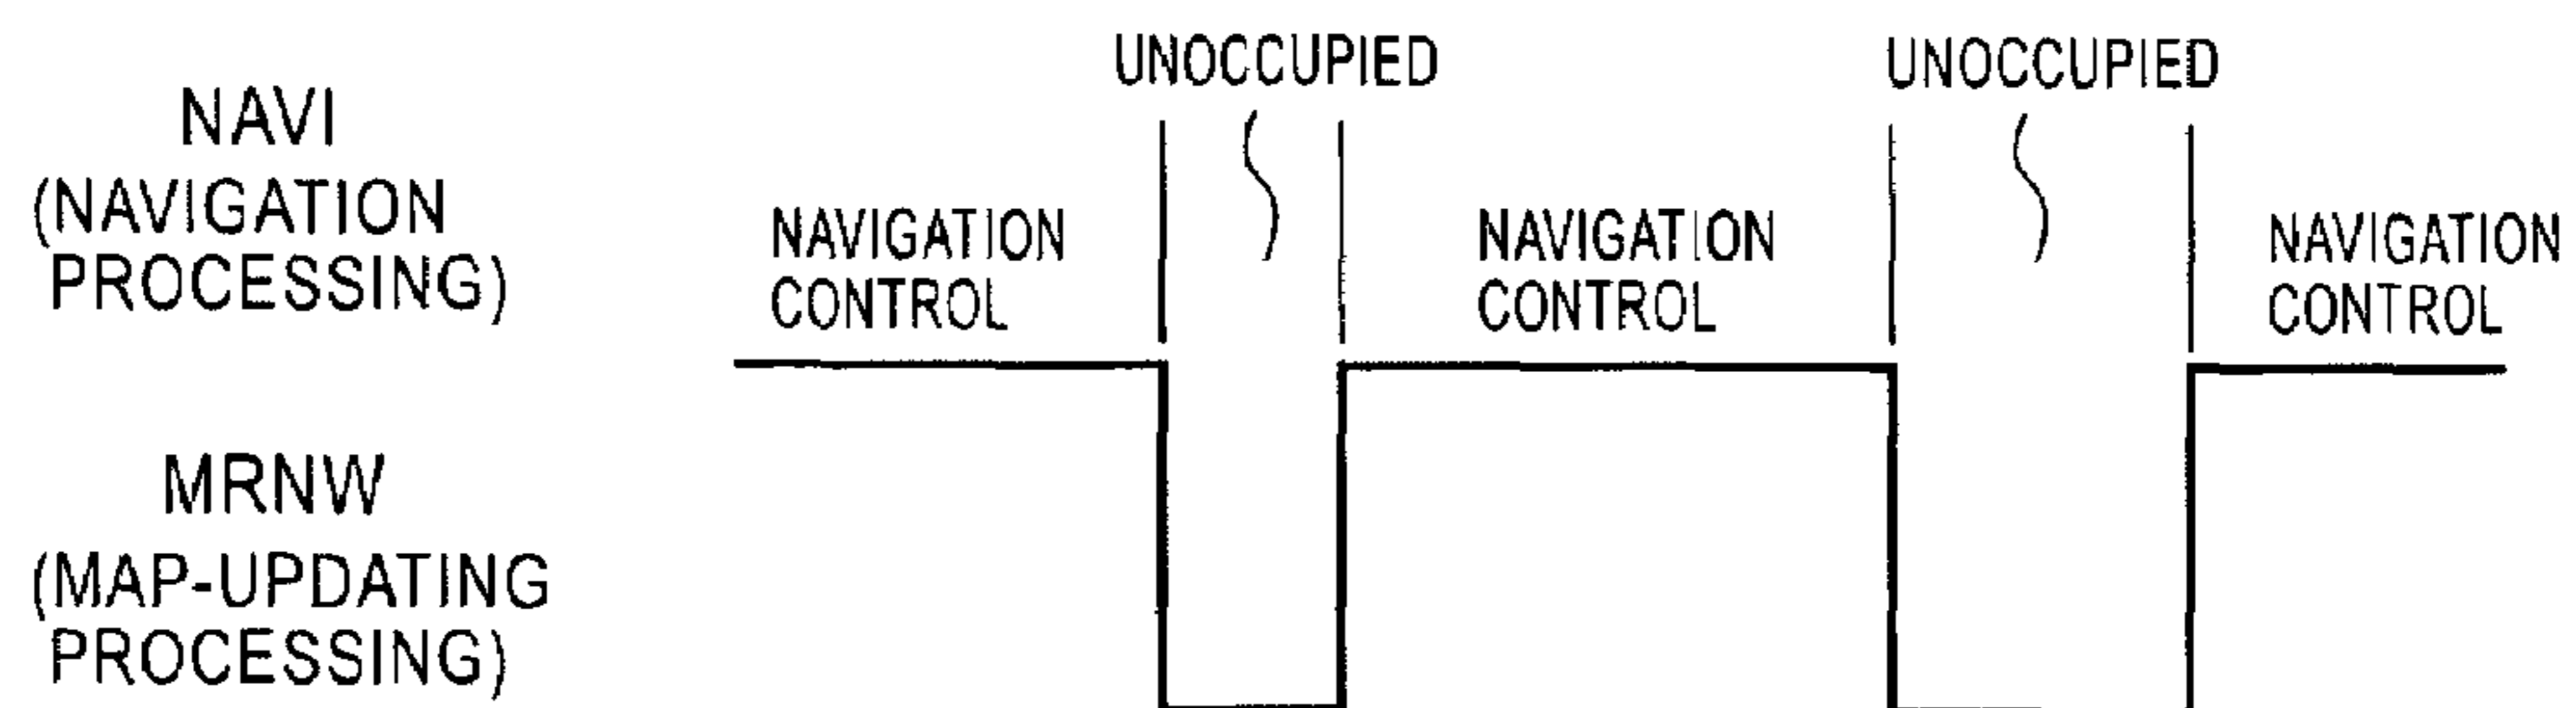 UNOCCUPIED
UNOCCUPIED
NAVI
(NAVIGATION
PROCESSING)
NAVIGATION
CONTROL
NAVIGATION
CONTROL
NAVIGATION
CONTROL
MRNW
(MAP-UPDATING
PROCESSING)